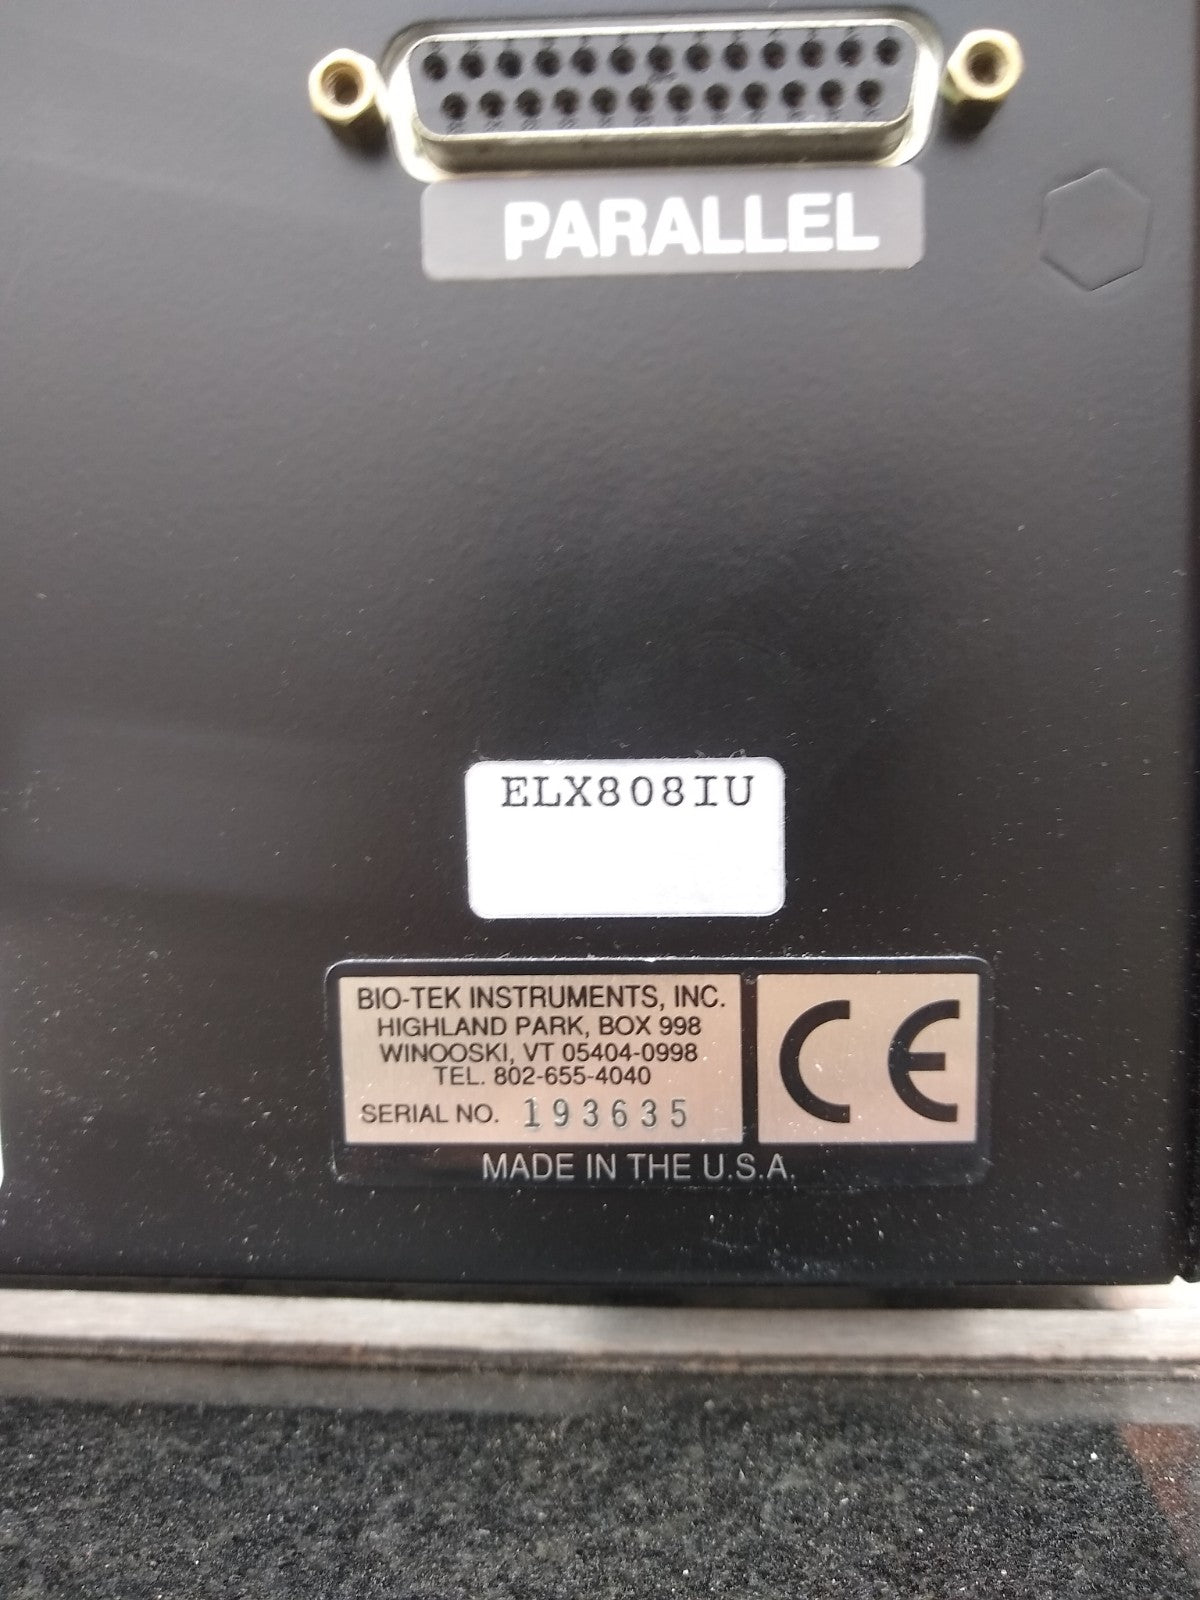 PARALLEL
ELX808IU
BIO-TEK INSTRUMENTS, INC.
HIGHLAND PARK, BOX 998
WINOOSKI, VT 05404-0998
TEL. 802-655-4040
SERIAL NO. 193635
CE
MADE IN THE U.S.A.